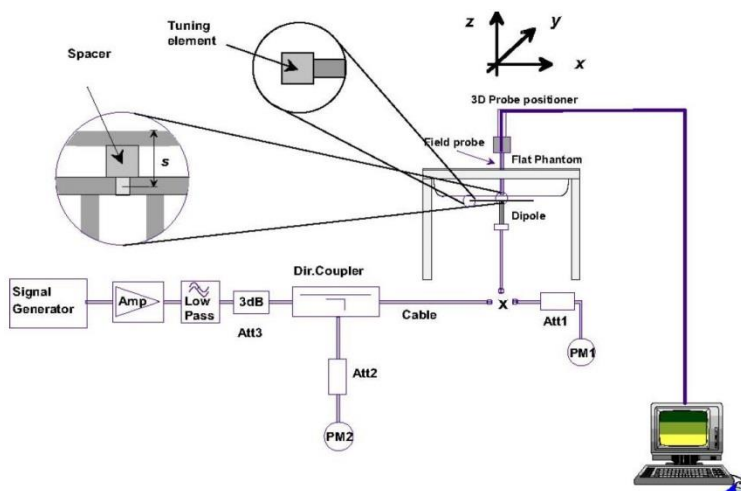 Tuning
element
Spacer
s
z
y
x
3D Probe positioner
Field probe
Flat Phantom
Dipole
Signal
Generator
Amp
Low
Pass
3dB
Att3
Dir.Coupler
Cable
x
Att1
PM1
Att2
PM2